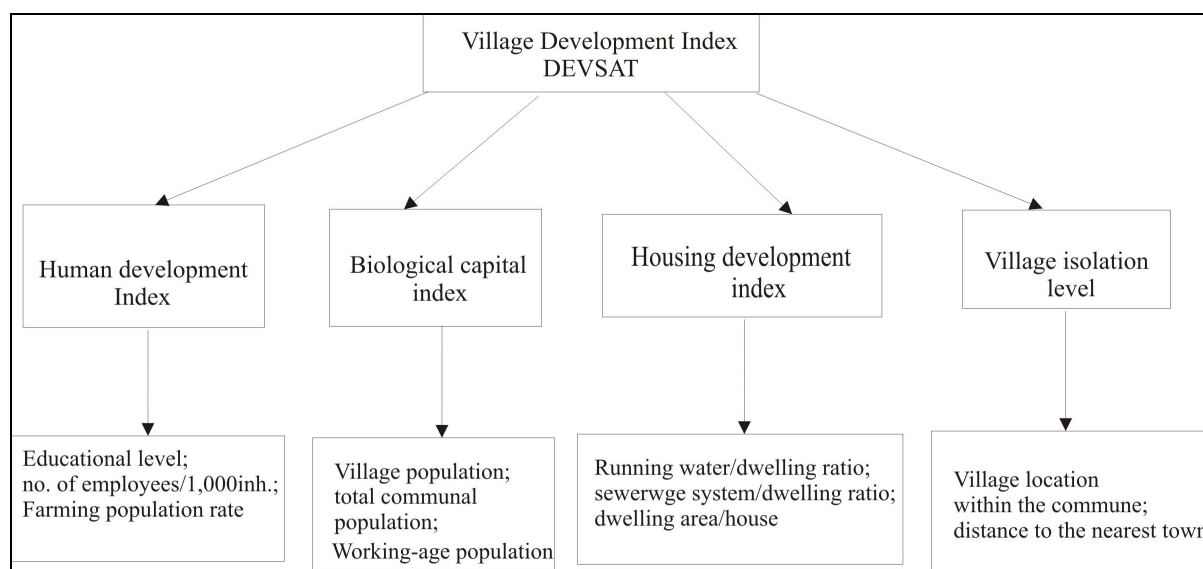 Village Development Index
DEVSAT
Human development
Index
Biological capital
index
Housing development
index
Village isolation
level
Educational level;
no. of employees/1,000inh.;
Farming population rate
Village population;
total communal
population;
Working-age population
Running water/dwelling ratio;
sewerwge system/dwelling ratio;
dwelling area/house
Village location
within the commune;
distance to the nearest town